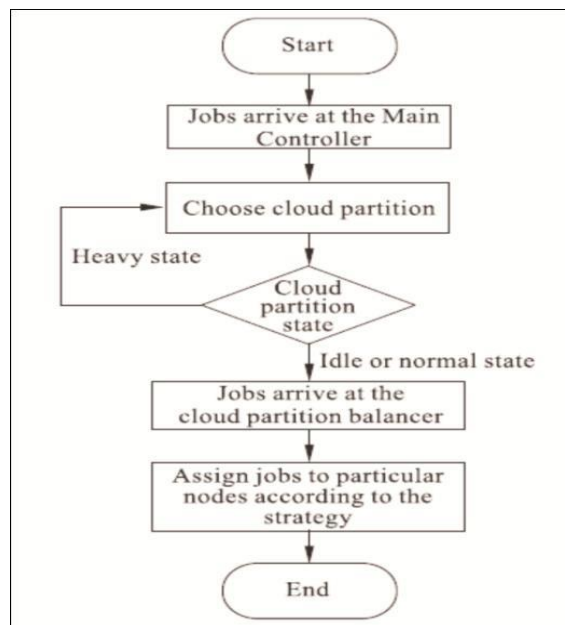 Start
Jobs arrive at the Main
Controller
Choose cloud partition
Heavy state
Cloud
partition
state
Idle or normal state
Jobs arrive at the
cloud partition balancer
Assign jobs to particular
nodes according to the
strategy
End